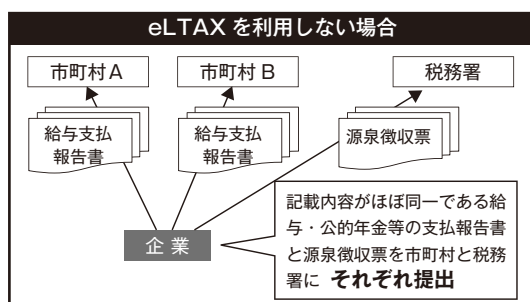 eLTAX を利用しない場合
市町村A
市町村 B
税務署
給与支払
報告書
給与支払
報告書
源泉徴収票
企 業
記載内容がほぼ同一である給
与・公的年金等の支払報告書
と源泉徴収票を市町村と税務
署に それぞれ提出